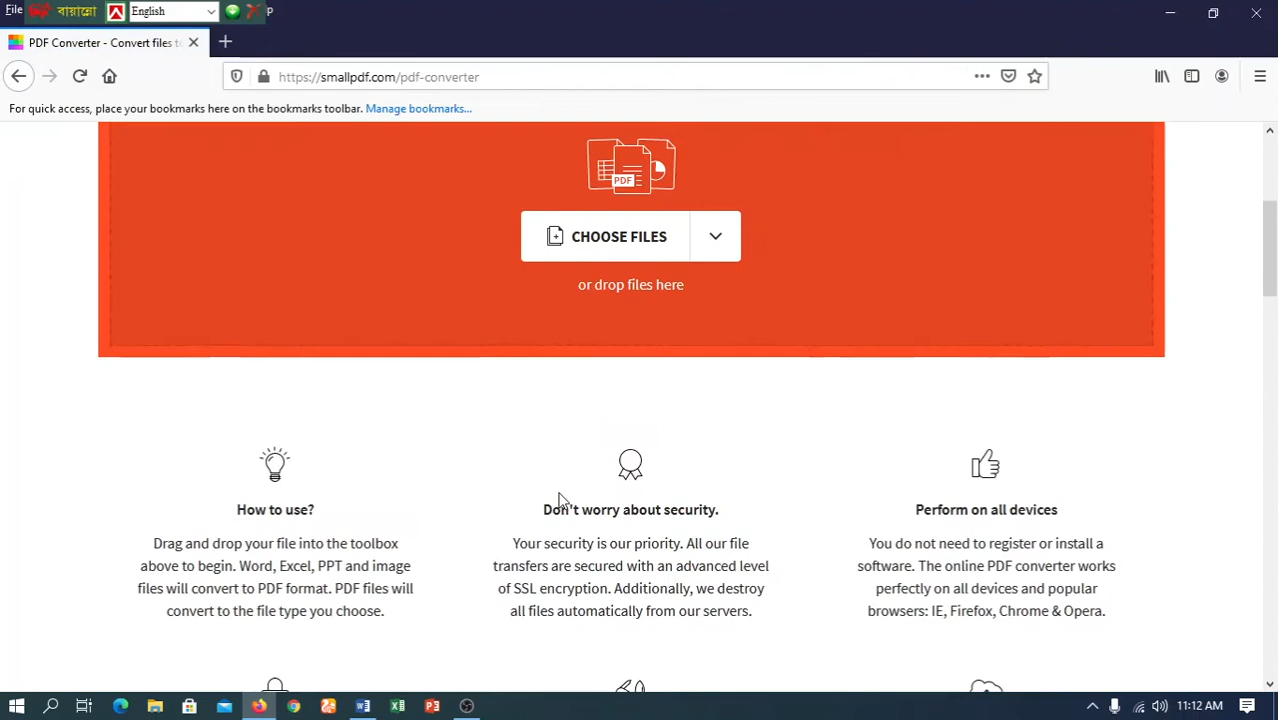 File বায়ান্নো English P
PDF Converter - Convert files to
https://smallpdf.com/pdf-converter
For quick access, place your bookmarks here on the bookmarks toolbar. Manage bookmarks...
PDF
CHOOSE FILES
or drop files here
How to use?
Drag and drop your file into the toolbox
above to begin. Word, Excel, PPT and image
files will convert to PDF format. PDF files will
convert to the file type you choose.
Don't worry about security.
Your security is our priority. All our file
transfers are secured with an advanced level
of SSL encryption. Additionally, we destroy
all files automatically from our servers.
Perform on all devices
You do not need to register or install a
software. The online PDF converter works
perfectly on all devices and popular
browsers: IE, Firefox, Chrome & Opera.
11:12 AM